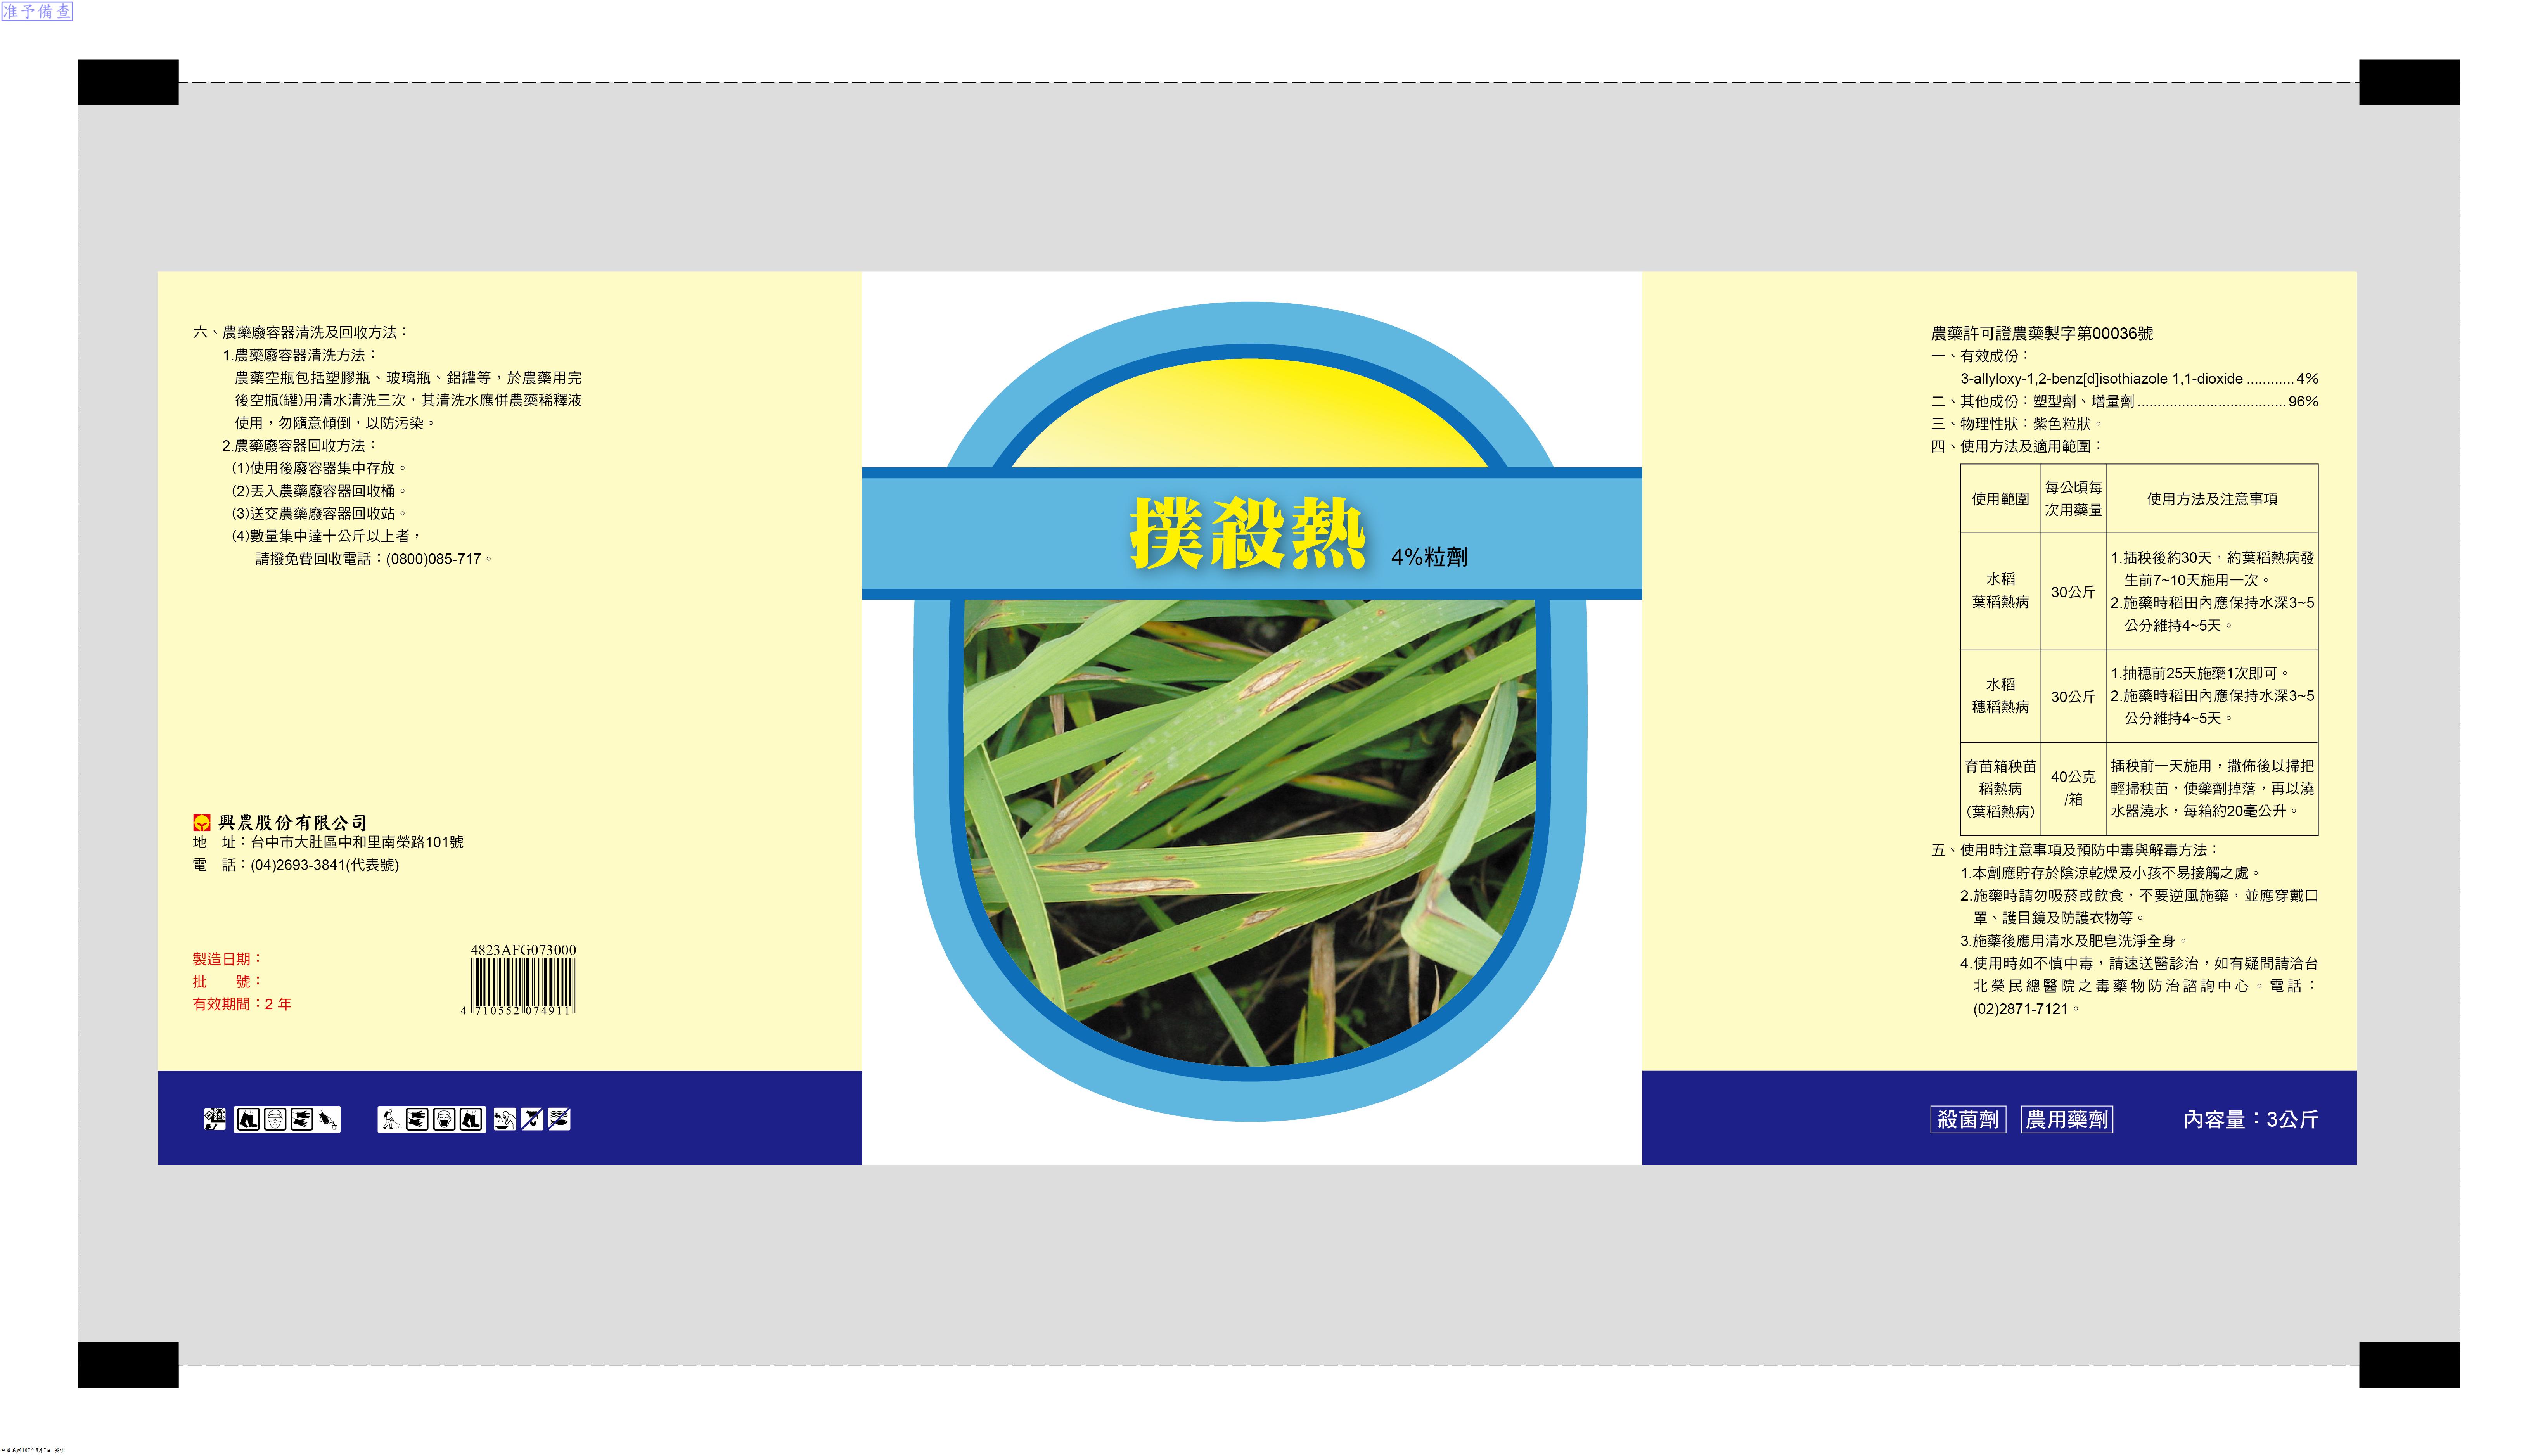 准予備查
六、農藥廢容器清洗及回收方法：
1.農藥廢容器清洗方法：
農藥空瓶包括塑膠瓶、玻璃瓶、鋁罐等，於農藥用完
後空瓶(罐)用清水清洗三次，其清洗水應併農藥稀釋液
使用，勿隨意傾倒，以防污染。
2.農藥廢容器回收方法：
(1)使用後廢容器集中存放。
(2)丟入農藥廢容器回收桶。
(3)送交農藥廢容器回收站。
(4)數量集中達十公斤以上者，
請撥免費回收電話：(0800)085-717。
興農股份有限公司
地　址：台中市大肚區中和里南榮路101號
電　話：(04)2693-3841(代表號)
製造日期：
批　　號：
有效期間：2 年
4823AFG073000
4 710552 074911
撲殺熱
4%粒劑
農藥許可證農藥製字第00036號
一、有效成份：
3-allyloxy-1,2-benz[d]isothiazole 1,1-dioxide ............ 4%
二、其他成份：塑型劑、增量劑 ..................................... 96%
三、物理性狀：紫色粒狀。
四、使用方法及適用範圍：
使用範圍
每公頃每
次用藥量
使用方法及注意事項
水稻
葉稻熱病
30公斤
1.插秧後約30天，約葉稻熱病發
生前7~10天施用一次。
2.施藥時稻田內應保持水深3~5
公分維持4~5天。
水稻
穗稻熱病
30公斤
1.抽穗前25天施藥1次即可。
2.施藥時稻田內應保持水深3~5
公分維持4~5天。
育苗箱秧苗
稻熱病
(葉稻熱病)
40公克
/箱
插秧前一天施用，撒佈後以掃把
輕掃秧苗，使藥劑掉落，再以澆
水器澆水，每箱約20毫公升。
五、使用時注意事項及預防中毒與解毒方法：
1.本劑應貯存於陰涼乾燥及小孩不易接觸之處。
2.施藥時請勿吸菸或飲食，不要逆風施藥，並應穿戴口
罩、護目鏡及防護衣物等。
3.施藥後應用清水及肥皂洗淨全身。
4.使用時如不慎中毒，請速送醫診治，如有疑問請洽台
北榮民總醫院之毒藥物防治諮詢中心。電話：
(02)2871-7121。
殺菌劑
農用藥劑
內容量：3公斤